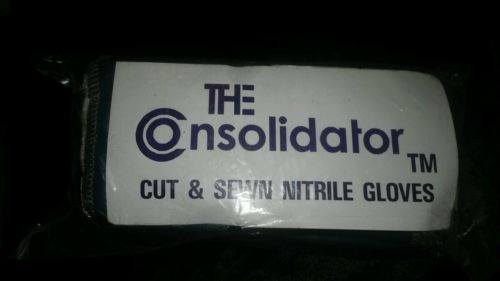 THE
Consolidator TM
CUT & SEWN NITRILE GLOVES